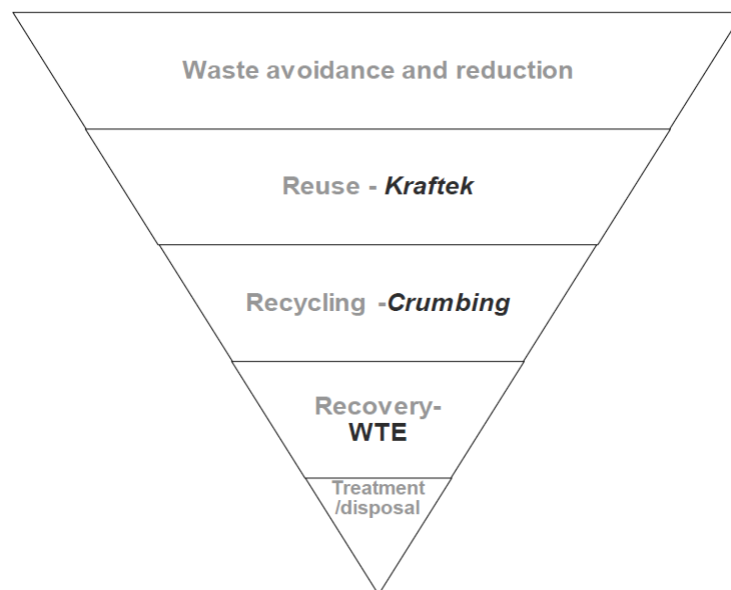 Waste avoidance and reduction
Reuse - Kraftek
Recycling -Crumbing
Recovery-
WTE
Treatment
/disposal